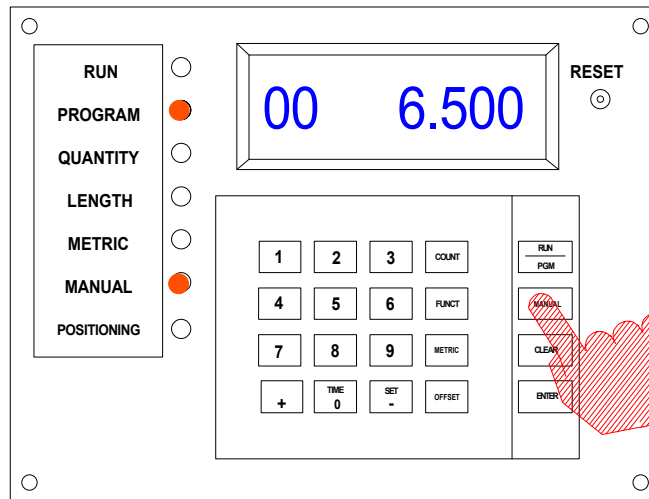 RUN
PROGRAM
QUANTITY
LENGTH
METRIC
MANUAL
POSITIONING
00 6.500
RESET
1 2 3 COUNT
4 5 6 FUNCT
7 8 9 METRIC
+ TIME 0 SET - OFFSET
RUN
PGM
MANUAL
CLEAR
ENTER